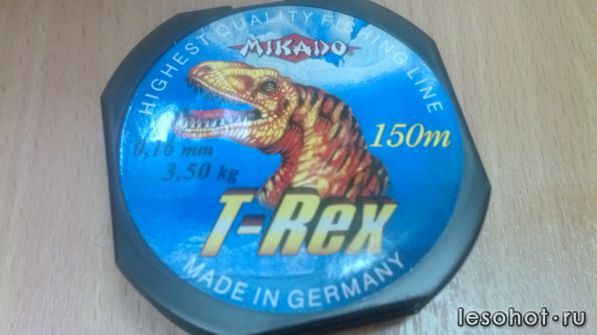 HIGHEST QUALITY FISHING LINE
MIKADO
150m
0,16 mm
3,50 kg
T-Rex
MADE IN GERMANY
lesohot.ru